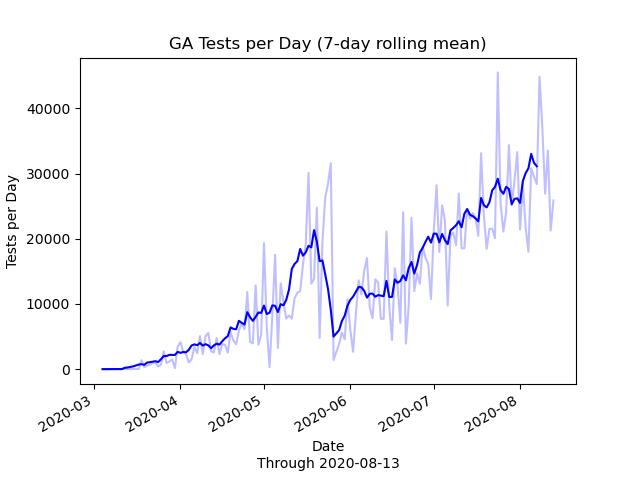 GA Tests per Day (7-day rolling mean)
Tests per Day
40000
30000
20000
10000
0
2020-03
2020-04
2020-05
2020-06
2020-07
2020-08
Date
Through 2020-08-13